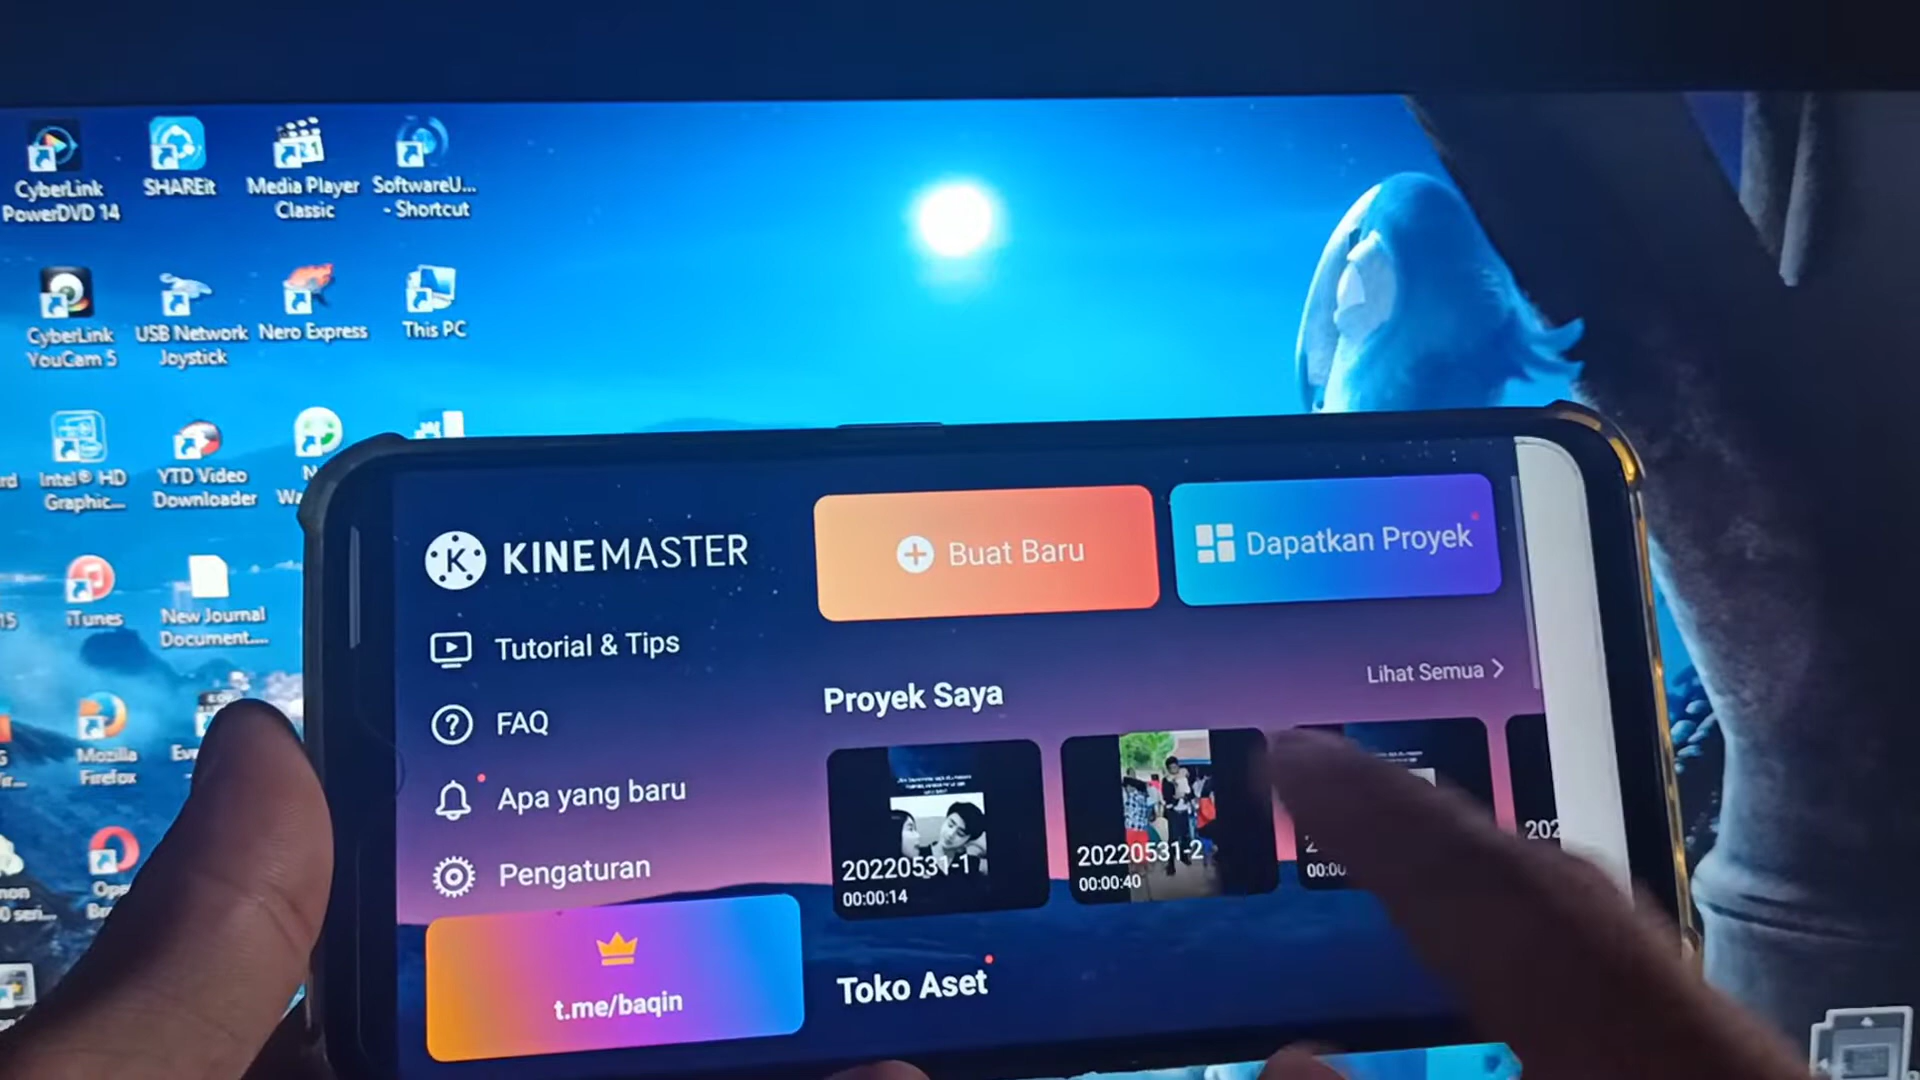 CyberLink
PowerDVD 14
SHAREit
Media Player
Classic
SoftwareU...
- Shortcut
CyberLink
YouCam 5
USB Network
Joystick
Nero Express
This PC
Intel® HD
Graphic...
YTD Video
Downloader
iTunes
New Journal
Document....
Mozilla
Firefox
KINEMASTER
Tutorial & Tips
FAQ
Apa yang baru
Pengaturan
t.me/baqin
Buat Baru
Dapatkan Proyek
Proyek Saya
Lihat Semua
20220531-1
00:00:14
20220531-2
00:00:40
Toko Aset